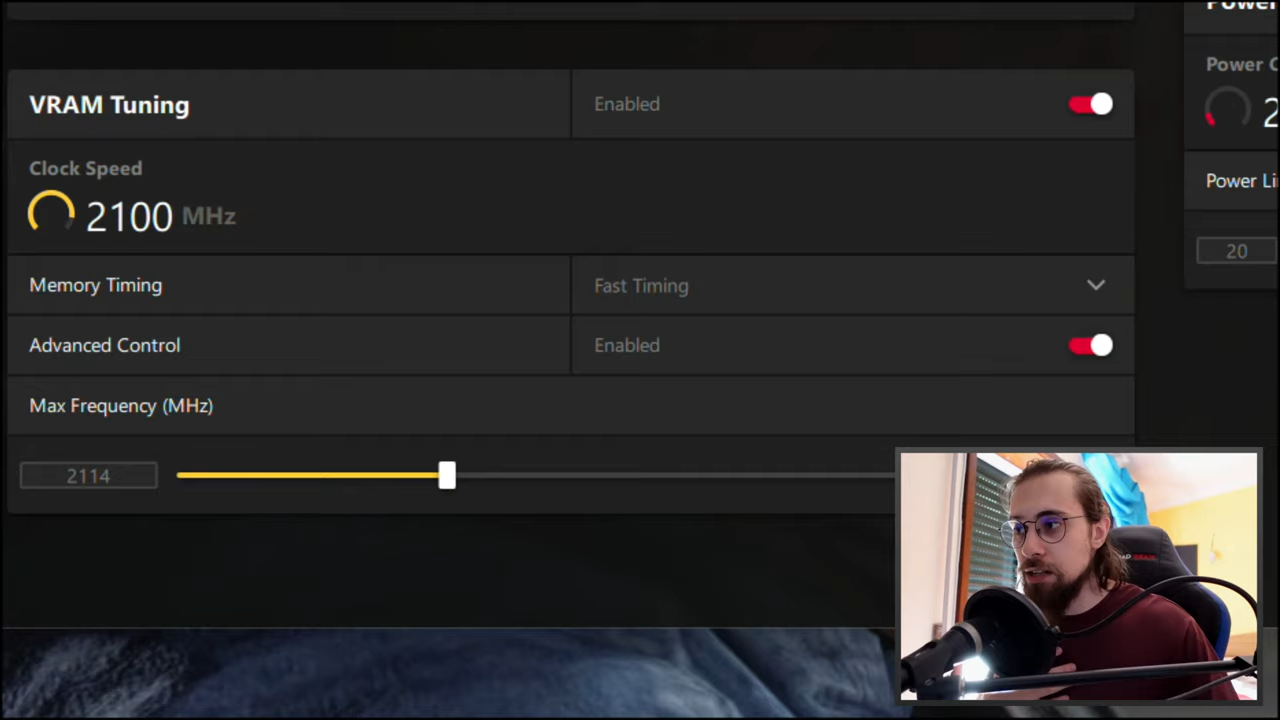 VRAM Tuning
Enabled
Clock Speed
2100 MHz
Memory Timing
Fast Timing
Advanced Control
Enabled
Max Frequency (MHz)
2114
Power
20